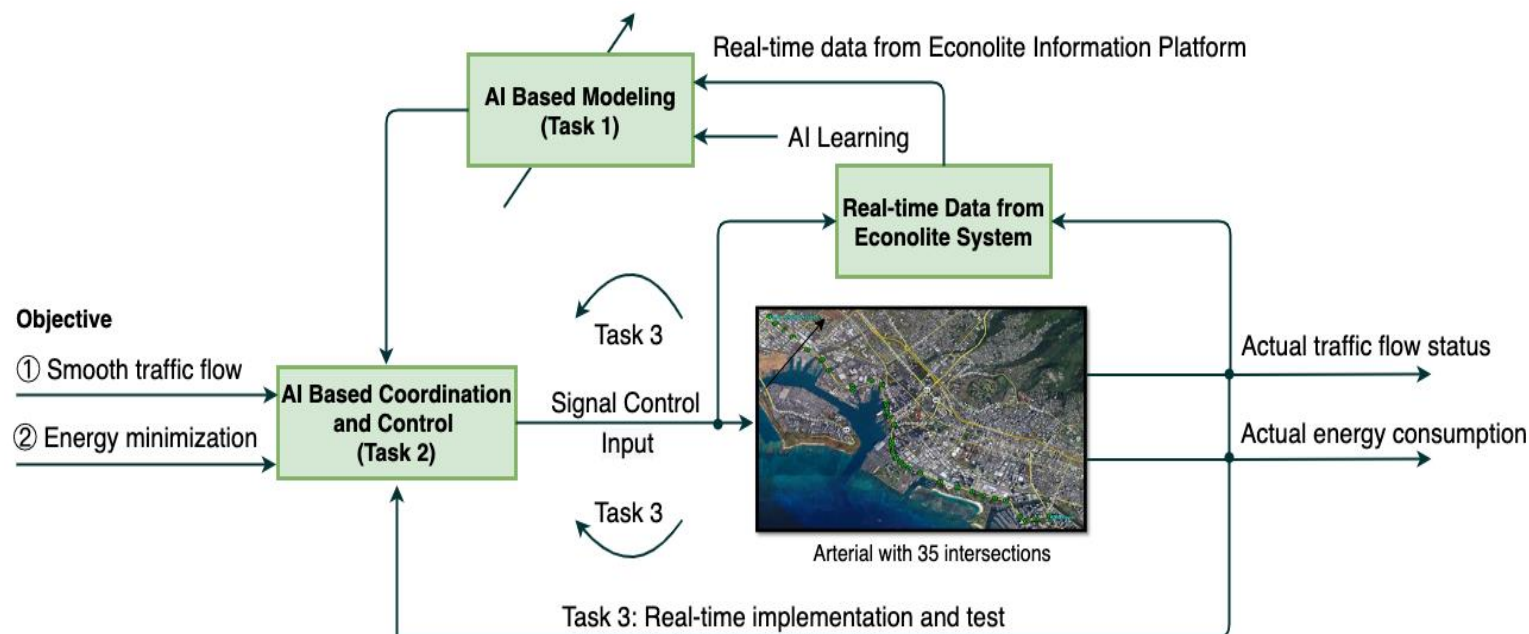 Real-time data from Econolite Information Platform
AI Based Modeling
(Task 1)
AI Learning
Real-time Data from
Econolite System
Objective
① Smooth traffic flow
② Energy minimization
AI Based Coordination
and Control
(Task 2)
Task 3
Signal Control
Input
Task 3
Arterial with 35 intersections
Actual traffic flow status
Actual energy consumption
Task 3: Real-time implementation and test